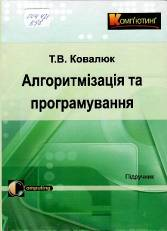 Комп'ютинг
Т.В. Ковалюк
Алгоритмізація та
програмування
Підручник
Computing